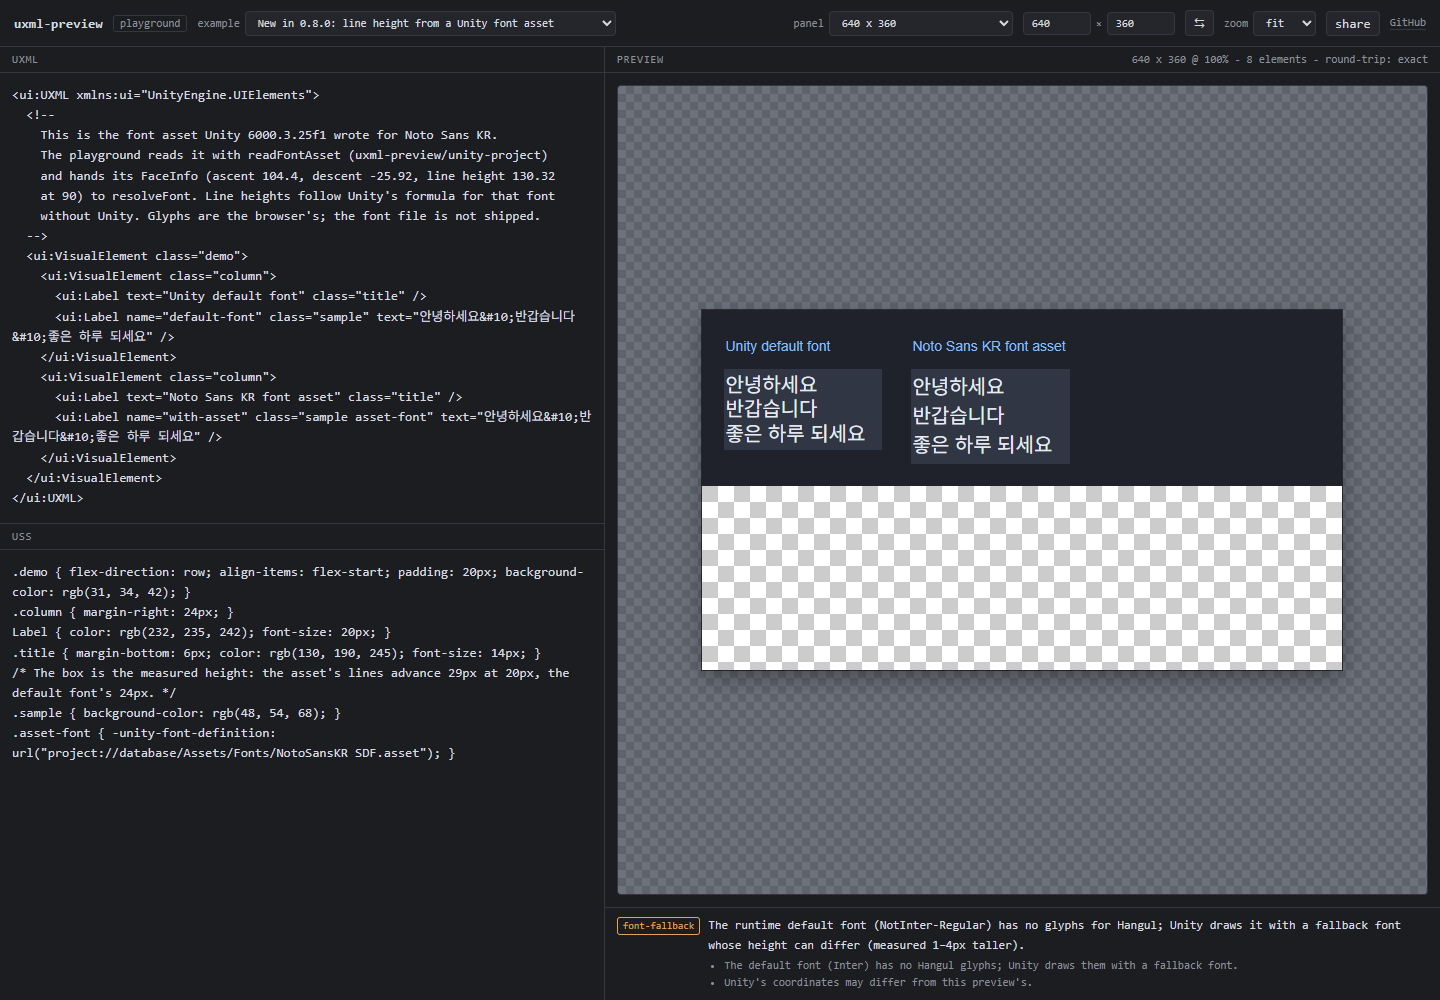 uxml-preview playground example New in 0.8.0: line height from a Unity font asset panel 640 x 360 640 × 360 ⇆ zoom fit share GitHub
UXML
<ui:UXML xmlns:ui="UnityEngine.UIElements">
<!--
This is the font asset Unity 6000.3.25f1 wrote for Noto Sans KR.
The playground reads it with readFontAsset (uxml-preview/unity-project)
and hands its FaceInfo (ascent 104.4, descent -25.92, line height 130.32
at 90) to resolveFont. Line heights follow Unity's formula for that font
without Unity. Glyphs are the browser's; the font file is not shipped.
-->
<ui:VisualElement class="demo">
<ui:VisualElement class="column">
<ui:Label text="Unity default font" class="title" />
<ui:Label name="default-font" class="sample" text="안녕하세요&#10;반갑습니다
&#10;좋은 하루 되세요" />
</ui:VisualElement>
<ui:VisualElement class="column">
<ui:Label text="Noto Sans KR font asset" class="title" />
<ui:Label name="with-asset" class="sample asset-font" text="안녕하세요&#10;반
갑습니다&#10;좋은 하루 되세요" />
</ui:VisualElement>
</ui:VisualElement>
</ui:UXML>
USS
.demo { flex-direction: row; align-items: flex-start; padding: 20px; background-
color: rgb(31, 34, 42); }
.column { margin-right: 24px; }
Label { color: rgb(232, 235, 242); font-size: 20px; }
.title { margin-bottom: 6px; color: rgb(130, 190, 245); font-size: 14px; }
/* The box is the measured height: the asset's lines advance 29px at 20px, the
default font's 24px. */
.sample { background-color: rgb(48, 54, 68); }
.asset-font { -unity-font-definition:
url("project://database/Assets/Fonts/NotoSansKR SDF.asset"); }
PREVIEW 640 x 360 @ 100% - 8 elements - round-trip: exact
Unity default font
안녕하세요
반갑습니다
좋은 하루 되세요
Noto Sans KR font asset
안녕하세요
반갑습니다
좋은 하루 되세요
font-fallback The runtime default font (NotInter-Regular) has no glyphs for Hangul; Unity draws it with a fallback font
whose height can differ (measured 1–4px taller).
• The default font (Inter) has no Hangul glyphs; Unity draws them with a fallback font.
• Unity's coordinates may differ from this preview's.